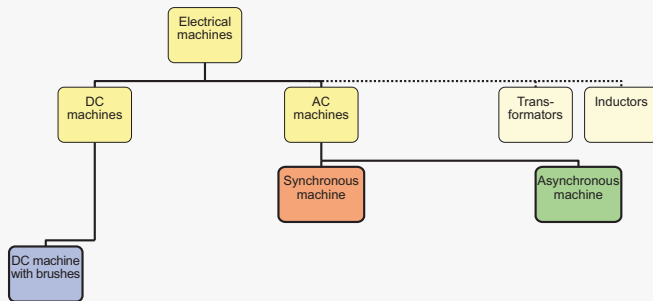 Electrical
machines
DC
machines
AC
machines
Trans-
formators
Inductors
Synchronous
machine
Asynchronous
machine
DC machine
with brushes